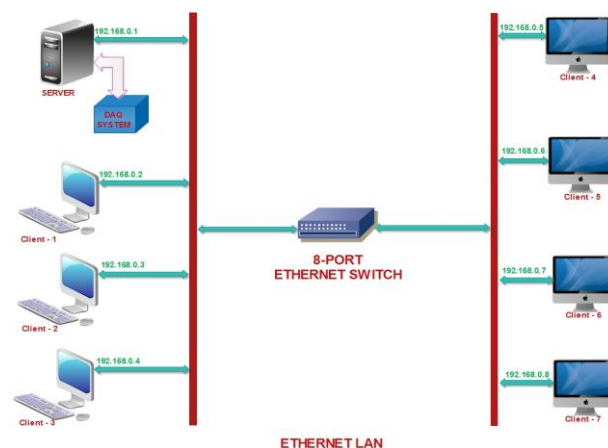 192.168.0.1
SERVER
DAQ
SYSTEM
192.168.0.2
Client - 1
192.168.0.3
Client - 2
192.168.0.4
Client - 3
8-PORT
ETHERNET SWITCH
192.168.0.5
Client - 4
192.168.0.6
Client - 5
192.168.0.7
Client - 6
192.168.0.8
Client - 7
ETHERNET LAN